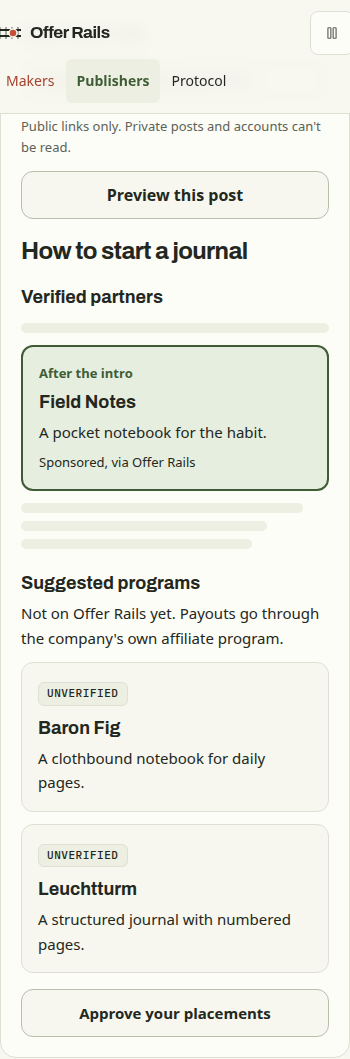 Offer Rails
Makers
Publishers
Protocol
Public links only. Private posts and accounts can't
be read.
Preview this post
How to start a journal
Verified partners
After the intro
Field Notes
A pocket notebook for the habit.
Sponsored, via Offer Rails
Suggested programs
Not on Offer Rails yet. Payouts go through
the company's own affiliate program.
UNVERIFIED
Baron Fig
A clothbound notebook for daily
pages.
UNVERIFIED
Leuchtturm
A structured journal with numbered
pages.
Approve your placements